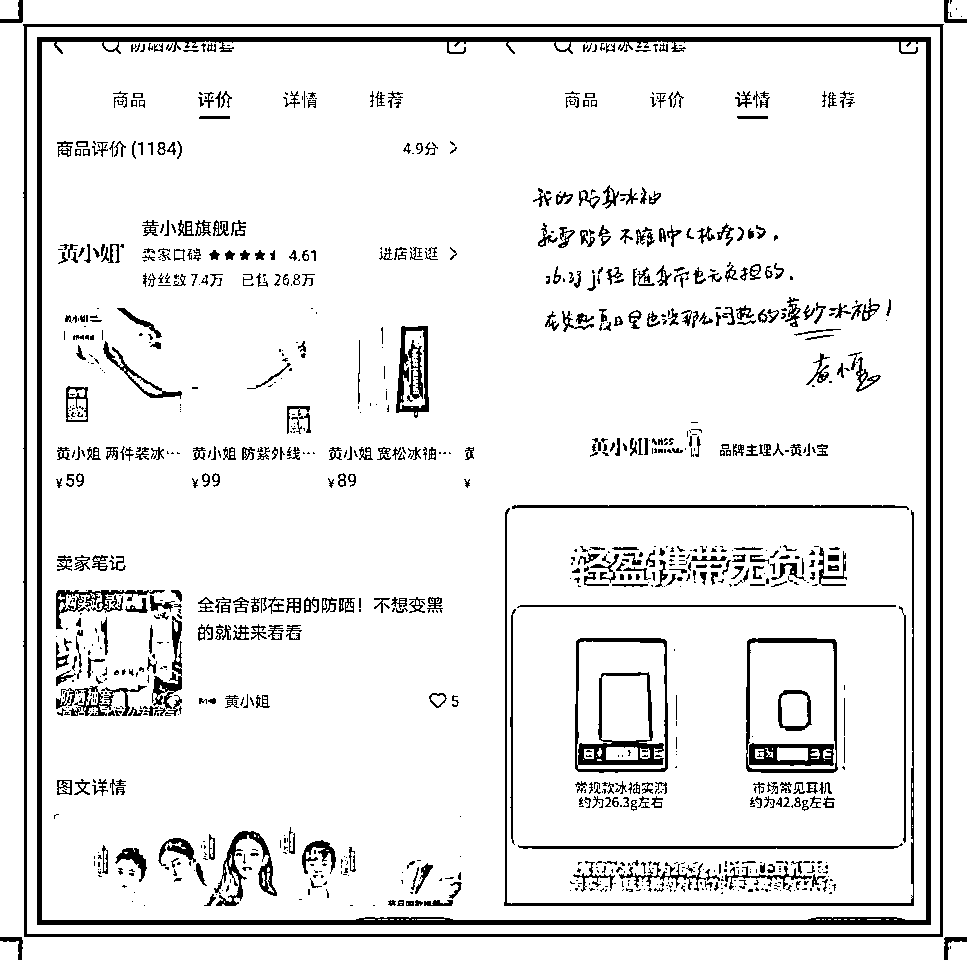 防晒冰丝袖套
商品 评价 详情 推荐
商品评价 (1184) 4.9分
黄小姐旗舰店
黄小姐
卖家口碑 4.61
进店逛逛
粉丝数 7.4万 已售 26.8万
黄小姐 两件装冰…
¥59
黄小姐 防紫外线…
¥99
黄小姐 宽松冰袖…
¥89
黄
¥
卖家笔记
全宿舍都在用的防晒！不想变黑
的就进来看看
防晒袖套
黄小姐
5
图文详情
防晒冰丝袖套
商品 评价 详情 推荐
我的贴身冰袖
就要贴合不臃肿(松垮)的,
26.3g 随身带也无负担的,
在炎热夏日里也没那么闷热的薄纱冰袖!
黄小姐
品牌主理人-黄小宝
轻盈携带无负担
常规款冰袖实测
约为26.3g左右
市场常见耳机
约为42.8g左右